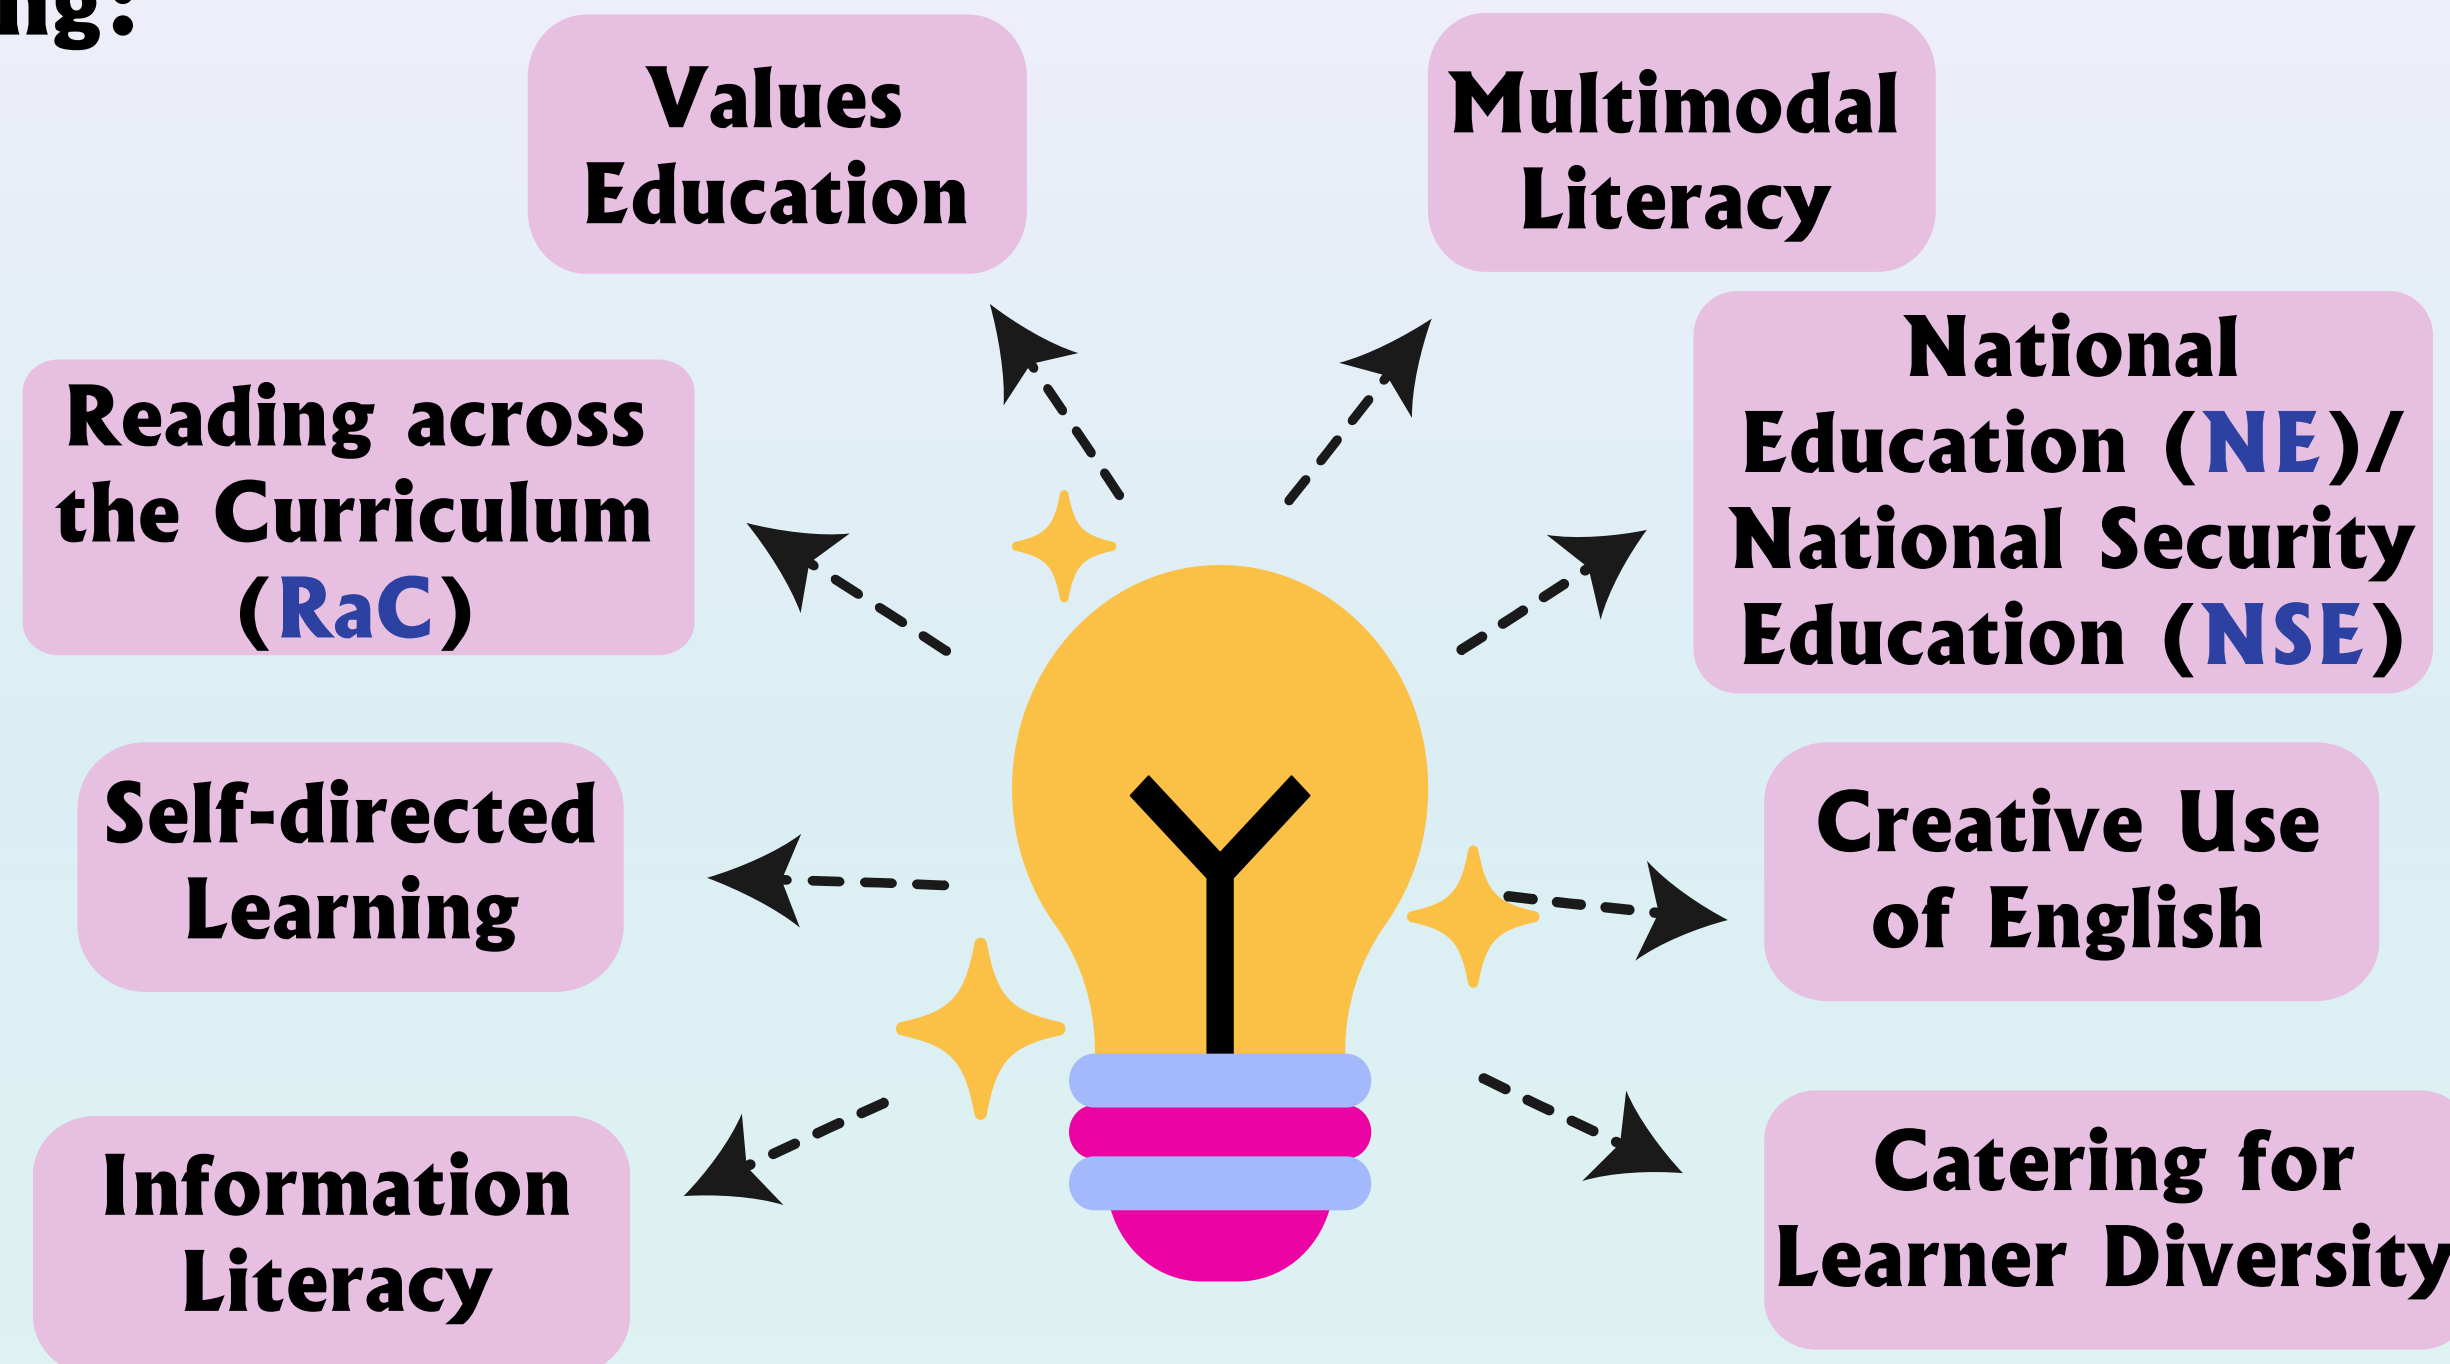 Values
Education
Multimodal
Literacy
Reading across
the Curriculum
(RaC)
National
Education (NE)/
National Security
Education (NSE)
Self-directed
Learning
Creative Use
of English
Information
Literacy
Catering for
Learner Diversity